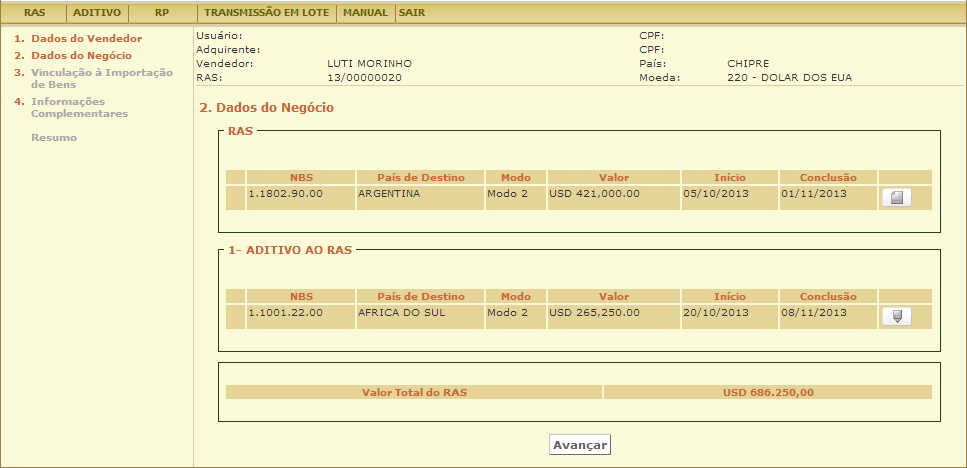 RAS ADITIVO RP TRANSMISSÃO EM LOTE MANUAL SAIR
1. Dados do Vendedor
2. Dados do Negócio
3. Vinculação à Importação
de Bens
4. Informações
Complementares
Resumo
Usuário: CPF:
Adquirente: CPF:
Vendedor: LUTI MORINHO País: CHIPRE
RAS: 13/00000020 Moeda: 220 - DOLAR DOS EUA
2. Dados do Negócio
RAS
NBS País de Destino Modo Valor Início Conclusão
1.1802.90.00 ARGENTINA Modo 2 USD 421,000.00 05/10/2013 01/11/2013
1- ADITIVO AO RAS
NBS País de Destino Modo Valor Início Conclusão
1.1001.22.00 AFRICA DO SUL Modo 2 USD 265,250.00 20/10/2013 08/11/2013
Valor Total do RAS USD 686.250,00
Avançar